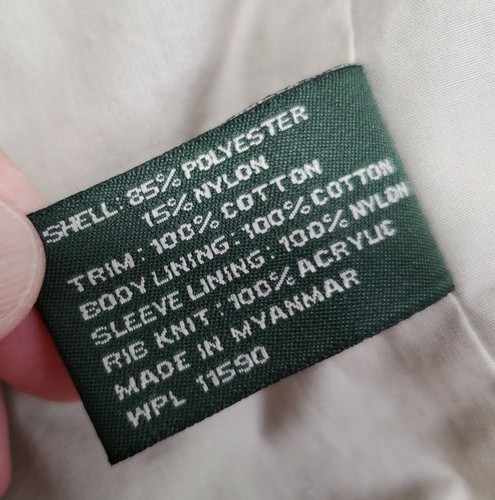 SHELL: 85% POLYESTER
15% NYLON
TRIM: 100% COTTON
BODY LINING: 100% COTTON
SLEEVE LINING: 100% NYLON
RIB KNIT: 100% ACRYLIC
MADE IN MYANMAR
WPL 11590